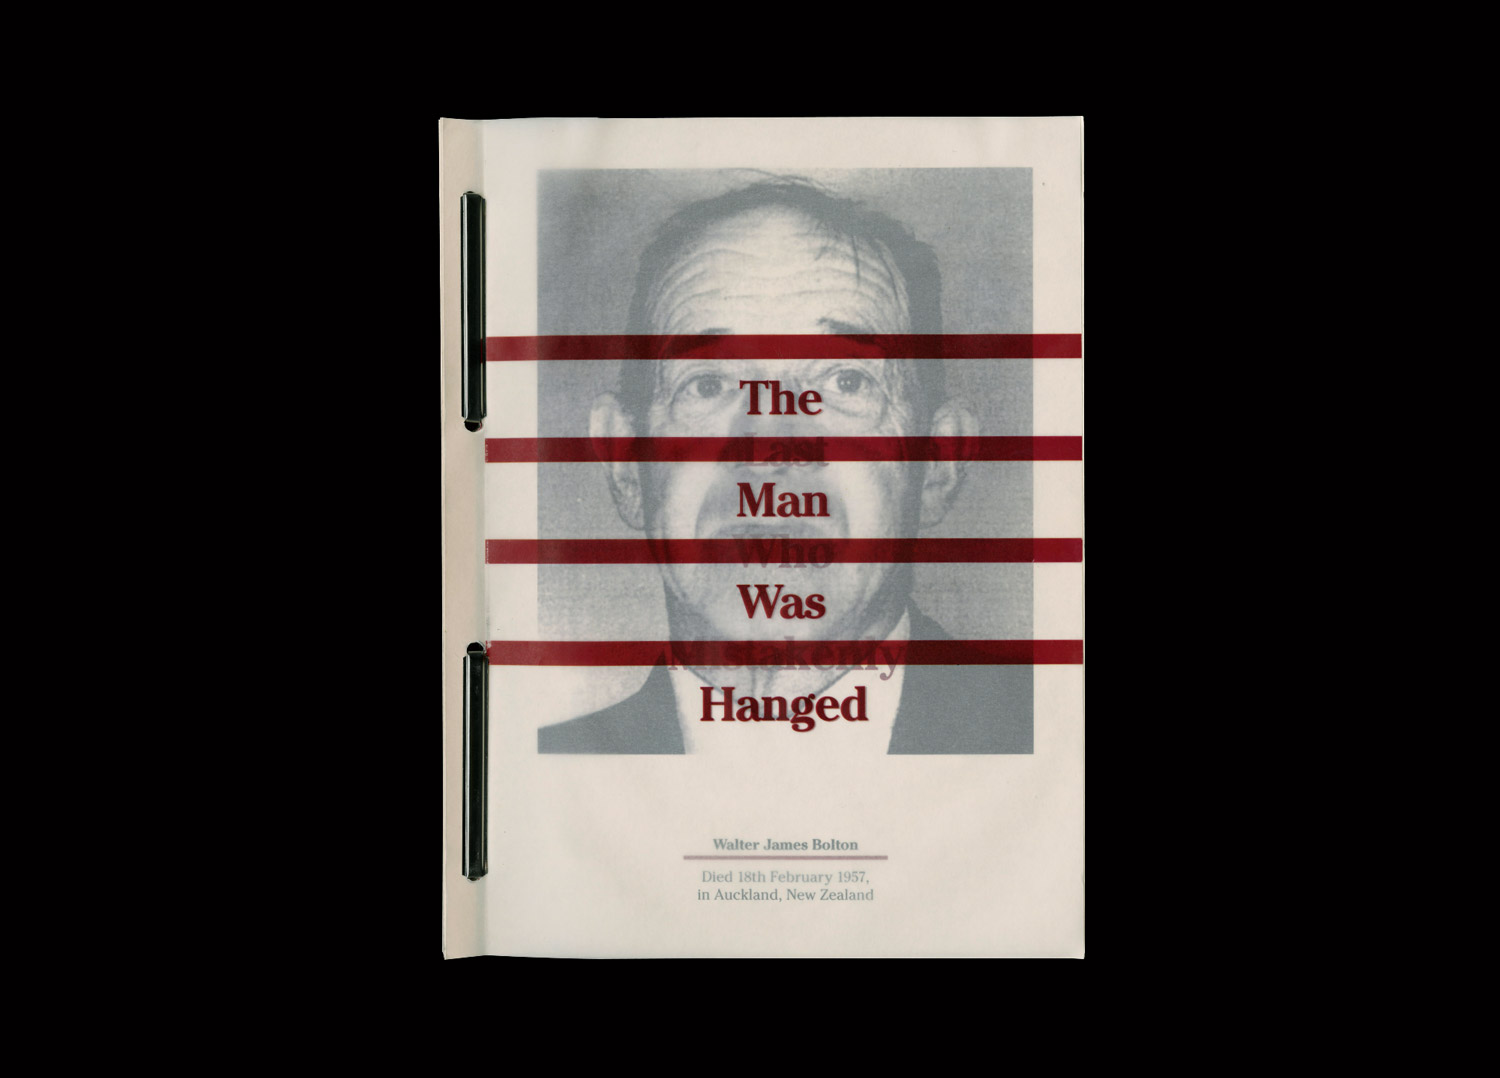 The
Last
Man
Who
Was
Mistakenly
Hanged
Walter James Bolton
Died 18th February 1957,
in Auckland, New Zealand